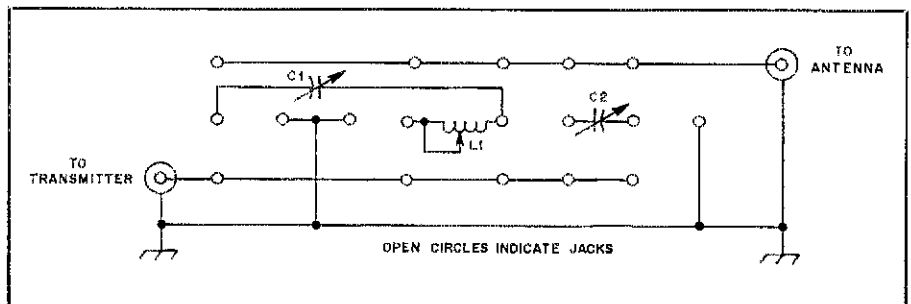 TO
ANTENNA
C1
C2
L1
TO
TRANSMITTER
OPEN CIRCLES INDICATE JACKS